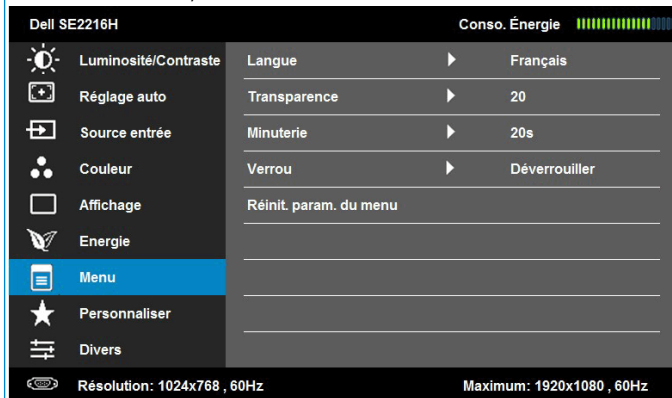 Dell SE2216H Conso. Énergie
Luminosité/Contraste Langue Français
Réglage auto Transparence 20
Source entrée Minuterie 20s
Couleur Verrou Déverrouiller
Affichage Réinit. param. du menu
Energie
Menu
Personnaliser
Divers
Résolution: 1024x768 , 60Hz Maximum: 1920x1080 , 60Hz